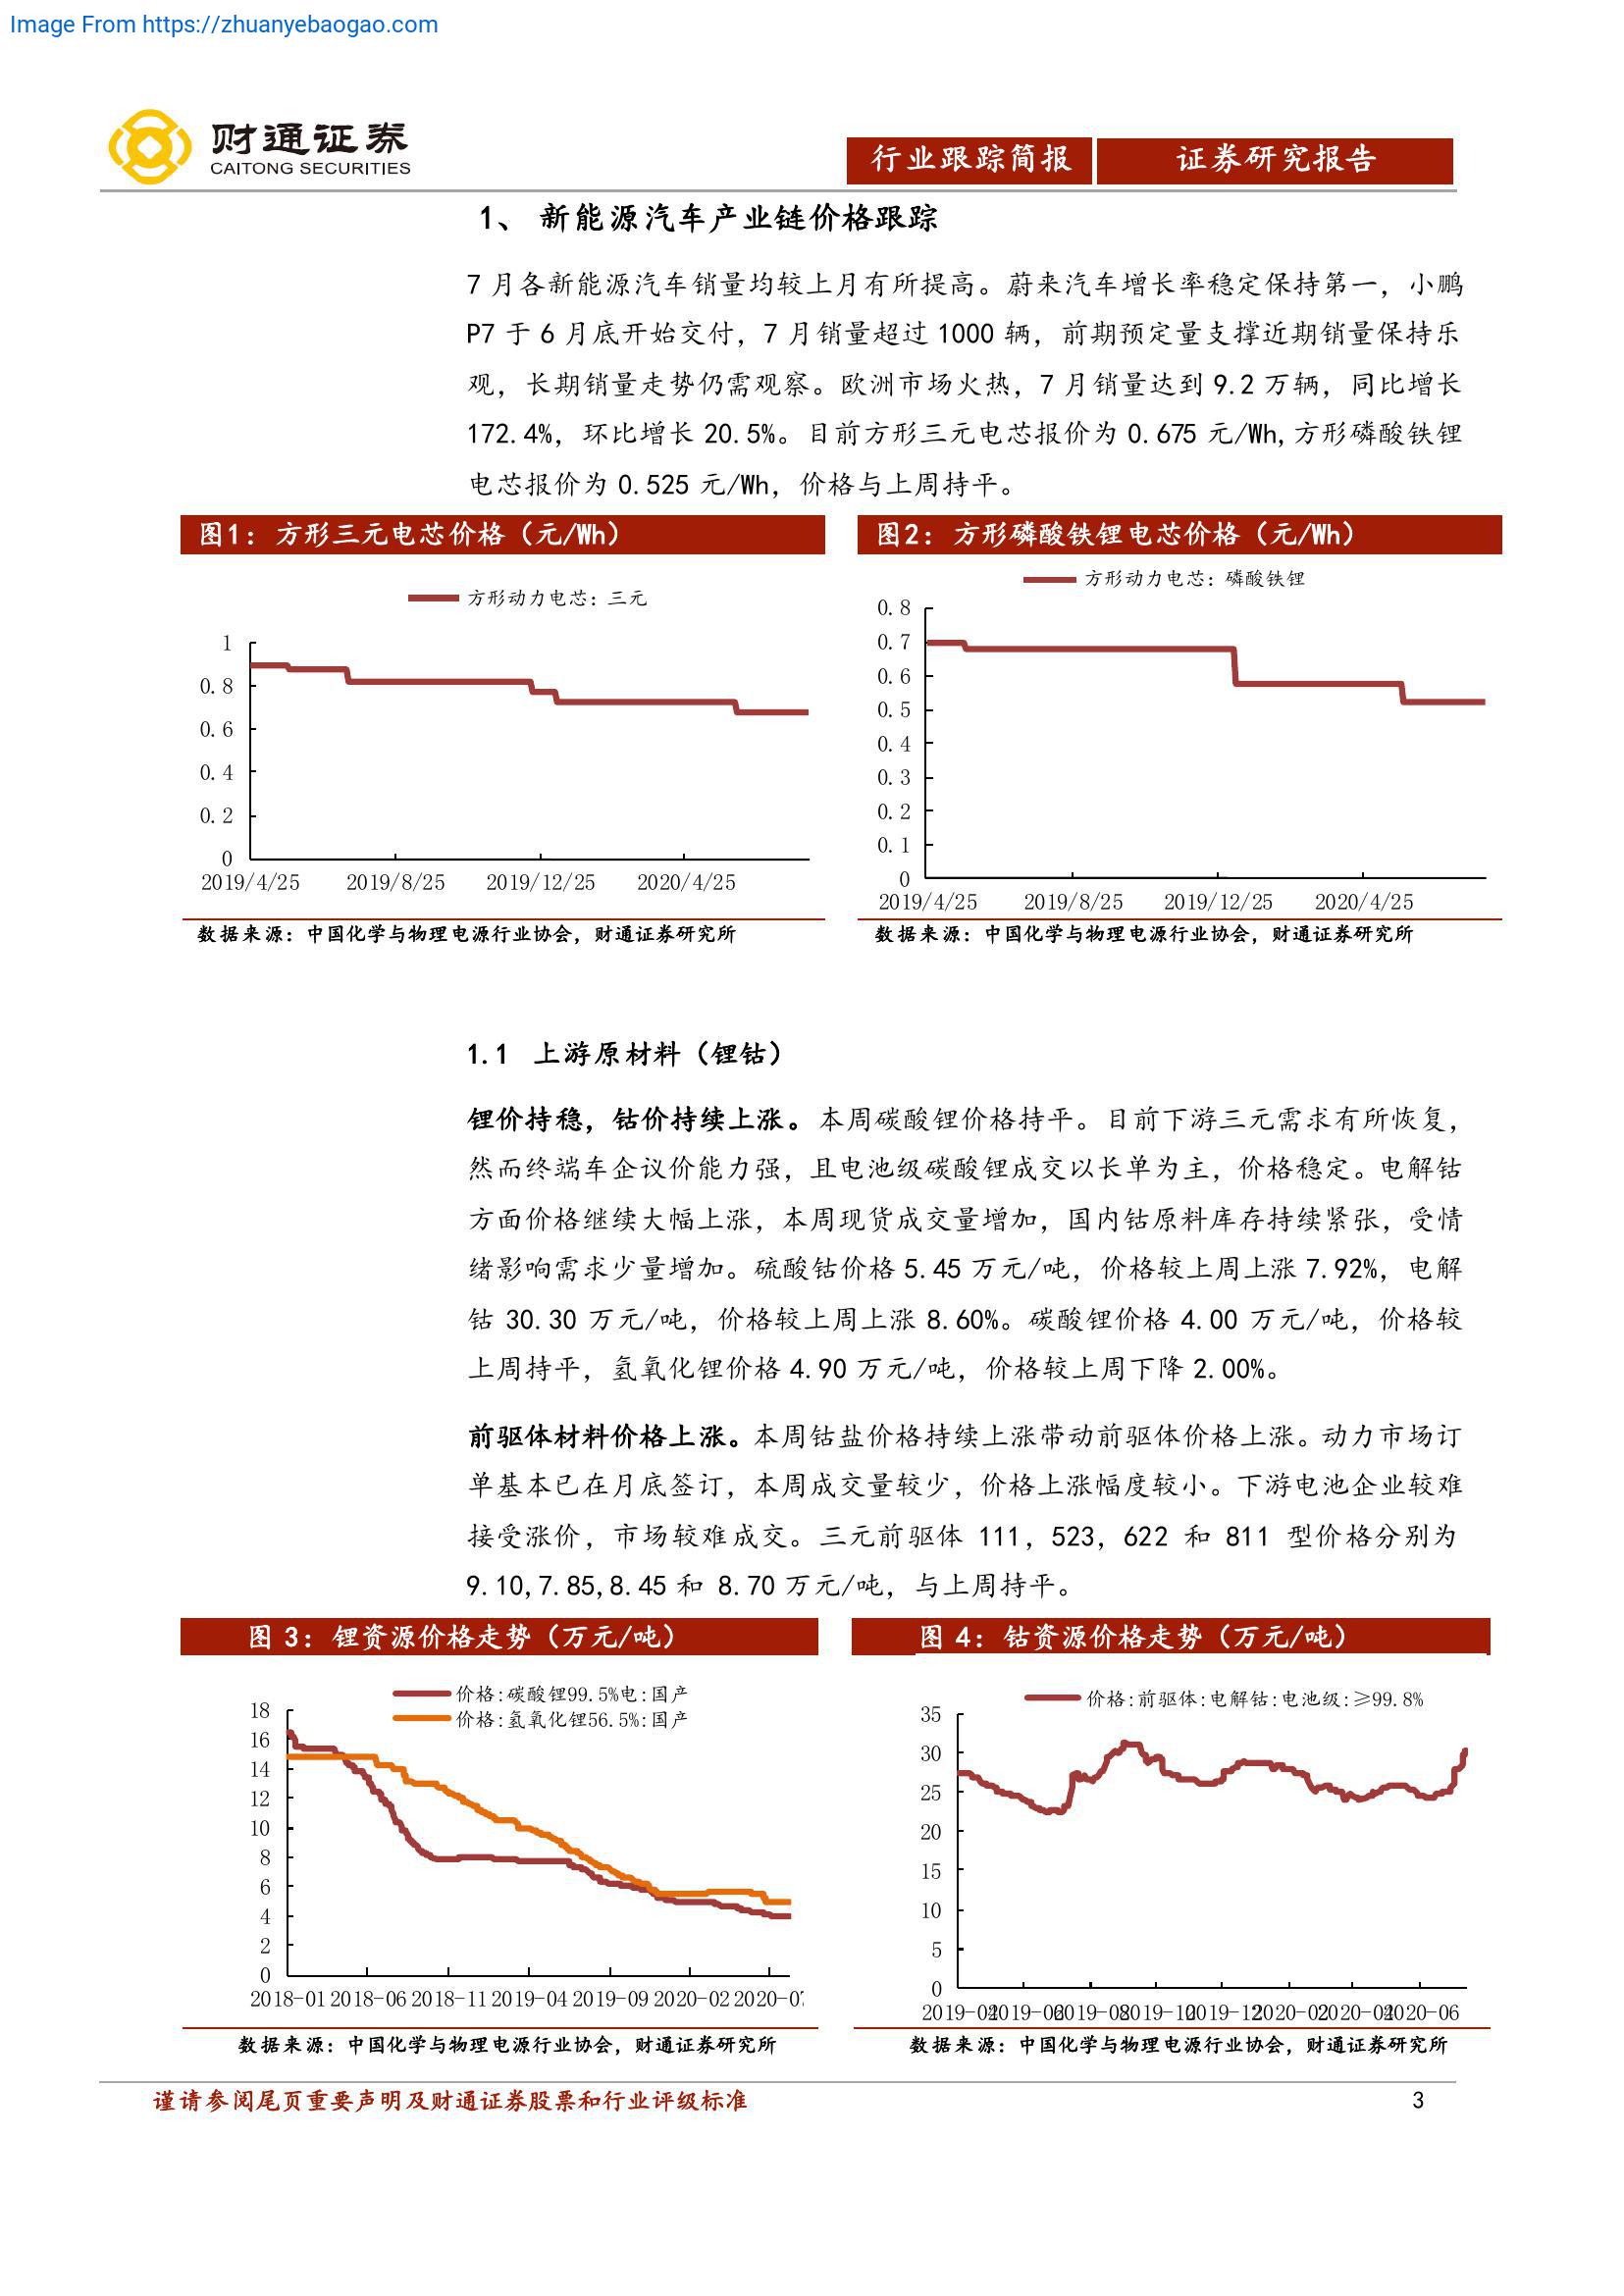 Image From https://zhuanyebaogao.com
财通证券
CAITONG SECURITIES
行业跟踪简报 证券研究报告
1、 新能源汽车产业链价格跟踪
7 月各新能源汽车销量均较上月有所提高。蔚来汽车增长率稳定保持第一，小鹏
P7 于 6 月底开始交付，7 月销量超过 1000 辆，前期预定量支撑近期销量保持乐
观，长期销量走势仍需观察。欧洲市场火热，7 月销量达到 9.2 万辆，同比增长
172.4%，环比增长 20.5%。目前方形三元电芯报价为 0.675 元/Wh,方形磷酸铁锂
电芯报价为 0.525 元/Wh，价格与上周持平。
图1：方形三元电芯价格（元/Wh）
方形动力电芯：三元
1
0.8
0.6
0.4
0.2
0
2019/4/25 2019/8/25 2019/12/25 2020/4/25
数据来源：中国化学与物理电源行业协会，财通证券研究所
图2：方形磷酸铁锂电芯价格（元/Wh）
方形动力电芯：磷酸铁锂
0.8
0.7
0.6
0.5
0.4
0.3
0.2
0.1
0
2019/4/25 2019/8/25 2019/12/25 2020/4/25
数据来源：中国化学与物理电源行业协会，财通证券研究所
1.1 上游原材料（锂钴）
锂价持稳，钴价持续上涨。本周碳酸锂价格持平。目前下游三元需求有所恢复，
然而终端车企议价能力强，且电池级碳酸锂成交以长单为主，价格稳定。电解钴
方面价格继续大幅上涨，本周现货成交量增加，国内钴原料库存持续紧张，受情
绪影响需求少量增加。硫酸钴价格 5.45 万元/吨，价格较上周上涨 7.92%，电解
钴 30.30 万元/吨，价格较上周上涨 8.60%。碳酸锂价格 4.00 万元/吨，价格较
上周持平，氢氧化锂价格 4.90 万元/吨，价格较上周下降 2.00%。
前驱体材料价格上涨。本周钴盐价格持续上涨带动前驱体价格上涨。动力市场订
单基本已在月底签订，本周成交量较少，价格上涨幅度较小。下游电池企业较难
接受涨价，市场较难成交。三元前驱体 111，523，622 和 811 型价格分别为
9.10,7.85,8.45 和 8.70 万元/吨，与上周持平。
图 3：锂资源价格走势（万元/吨）
价格:碳酸锂99.5%电:国产
价格:氢氧化锂56.5%:国产
18
16
14
12
10
8
6
4
2
0
2018-01 2018-06 2018-11 2019-04 2019-09 2020-02 2020-07
数据来源：中国化学与物理电源行业协会，财通证券研究所
图 4：钴资源价格走势（万元/吨）
价格:前驱体:电解钴:电池级:≥99.8%
35
30
25
20
15
10
5
0
2019-04 2019-06 2019-08 2019-10 2019-12 2020-02 2020-04 2020-06
数据来源：中国化学与物理电源行业协会，财通证券研究所
谨请参阅尾页重要声明及财通证券股票和行业评级标准 3